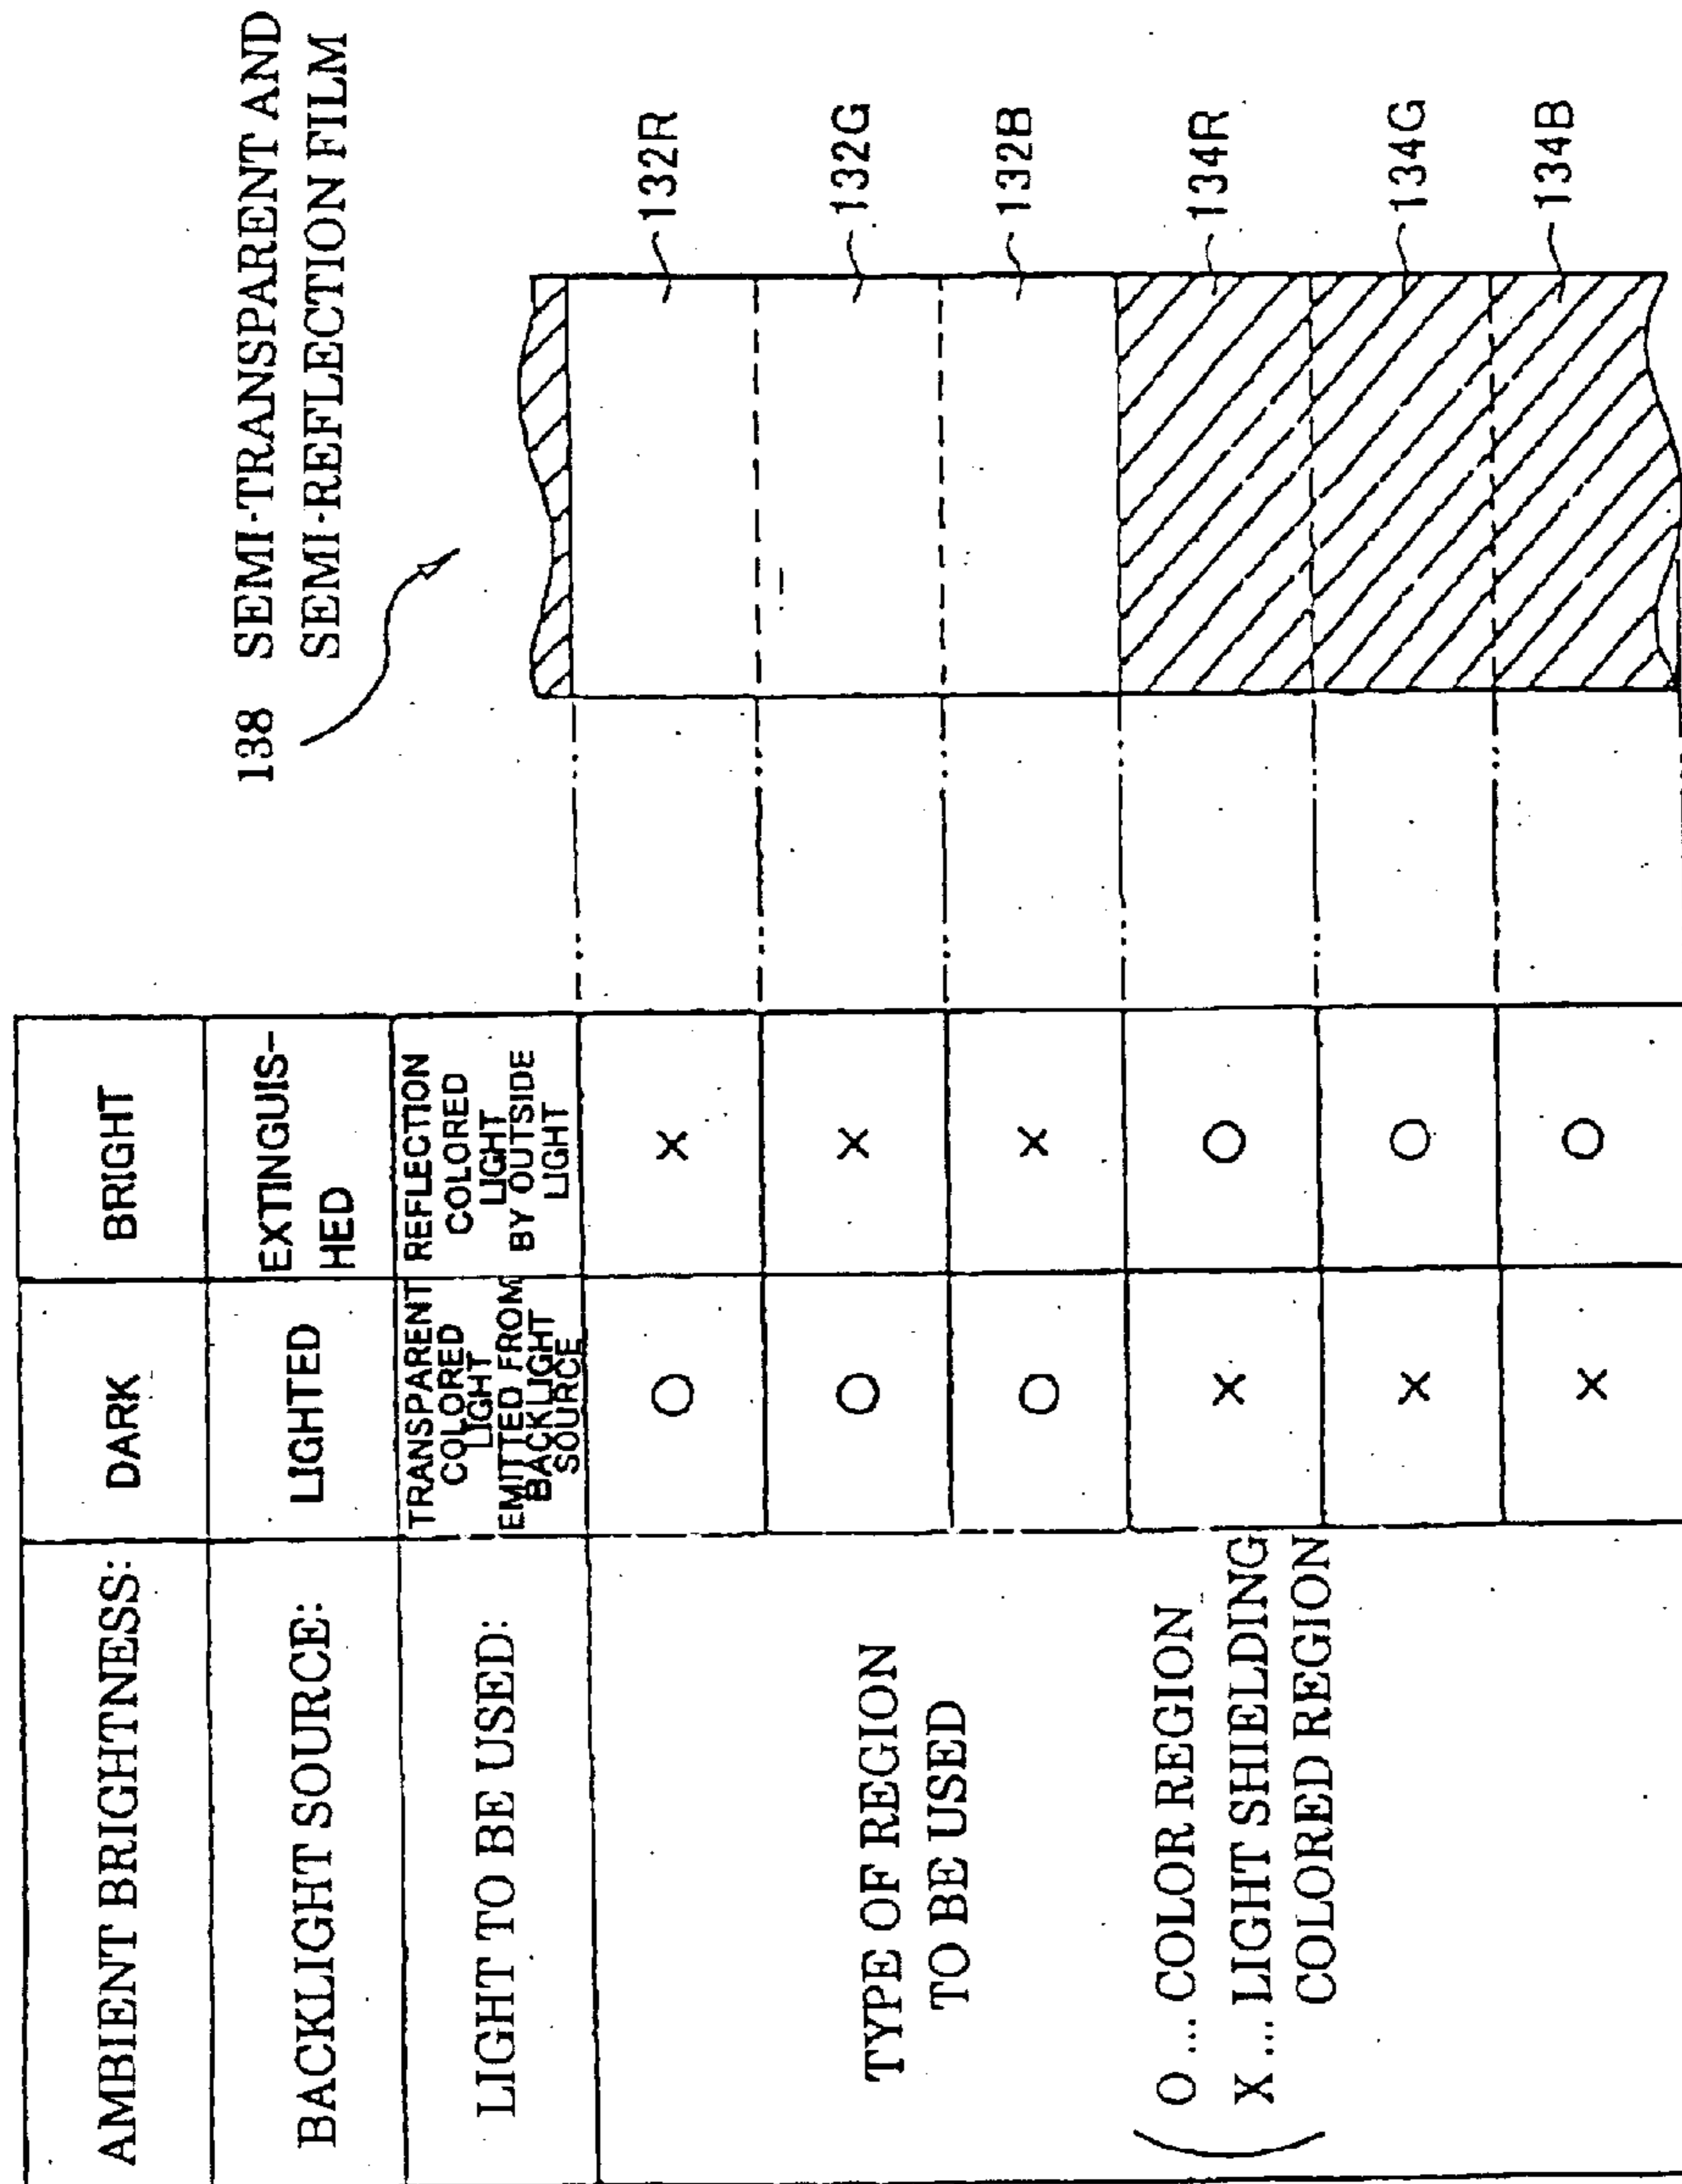 138 SEMI-TRANSPARENT AND
SEMI-REFLECTION FILM
AMBIENT BRIGHTNESS:
DARK
BRIGHT
BACKLIGHT SOURCE:
LIGHTED
EXTINGUIS-
HED
LIGHT TO BE USED:
TRANSPARENT
COLORED
LIGHT
EMITTED FROM
BACKLIGHT
SOURCE
REFLECTION
COLORED
LIGHT
BY OUTSIDE
LIGHT
TYPE OF REGION
TO BE USED
O ... COLOR REGION
X ... LIGHT SHIELDING
COLORED REGION
O X 132R
O X 132G
O X 132B
X O 134R
X O 134G
X O 134B